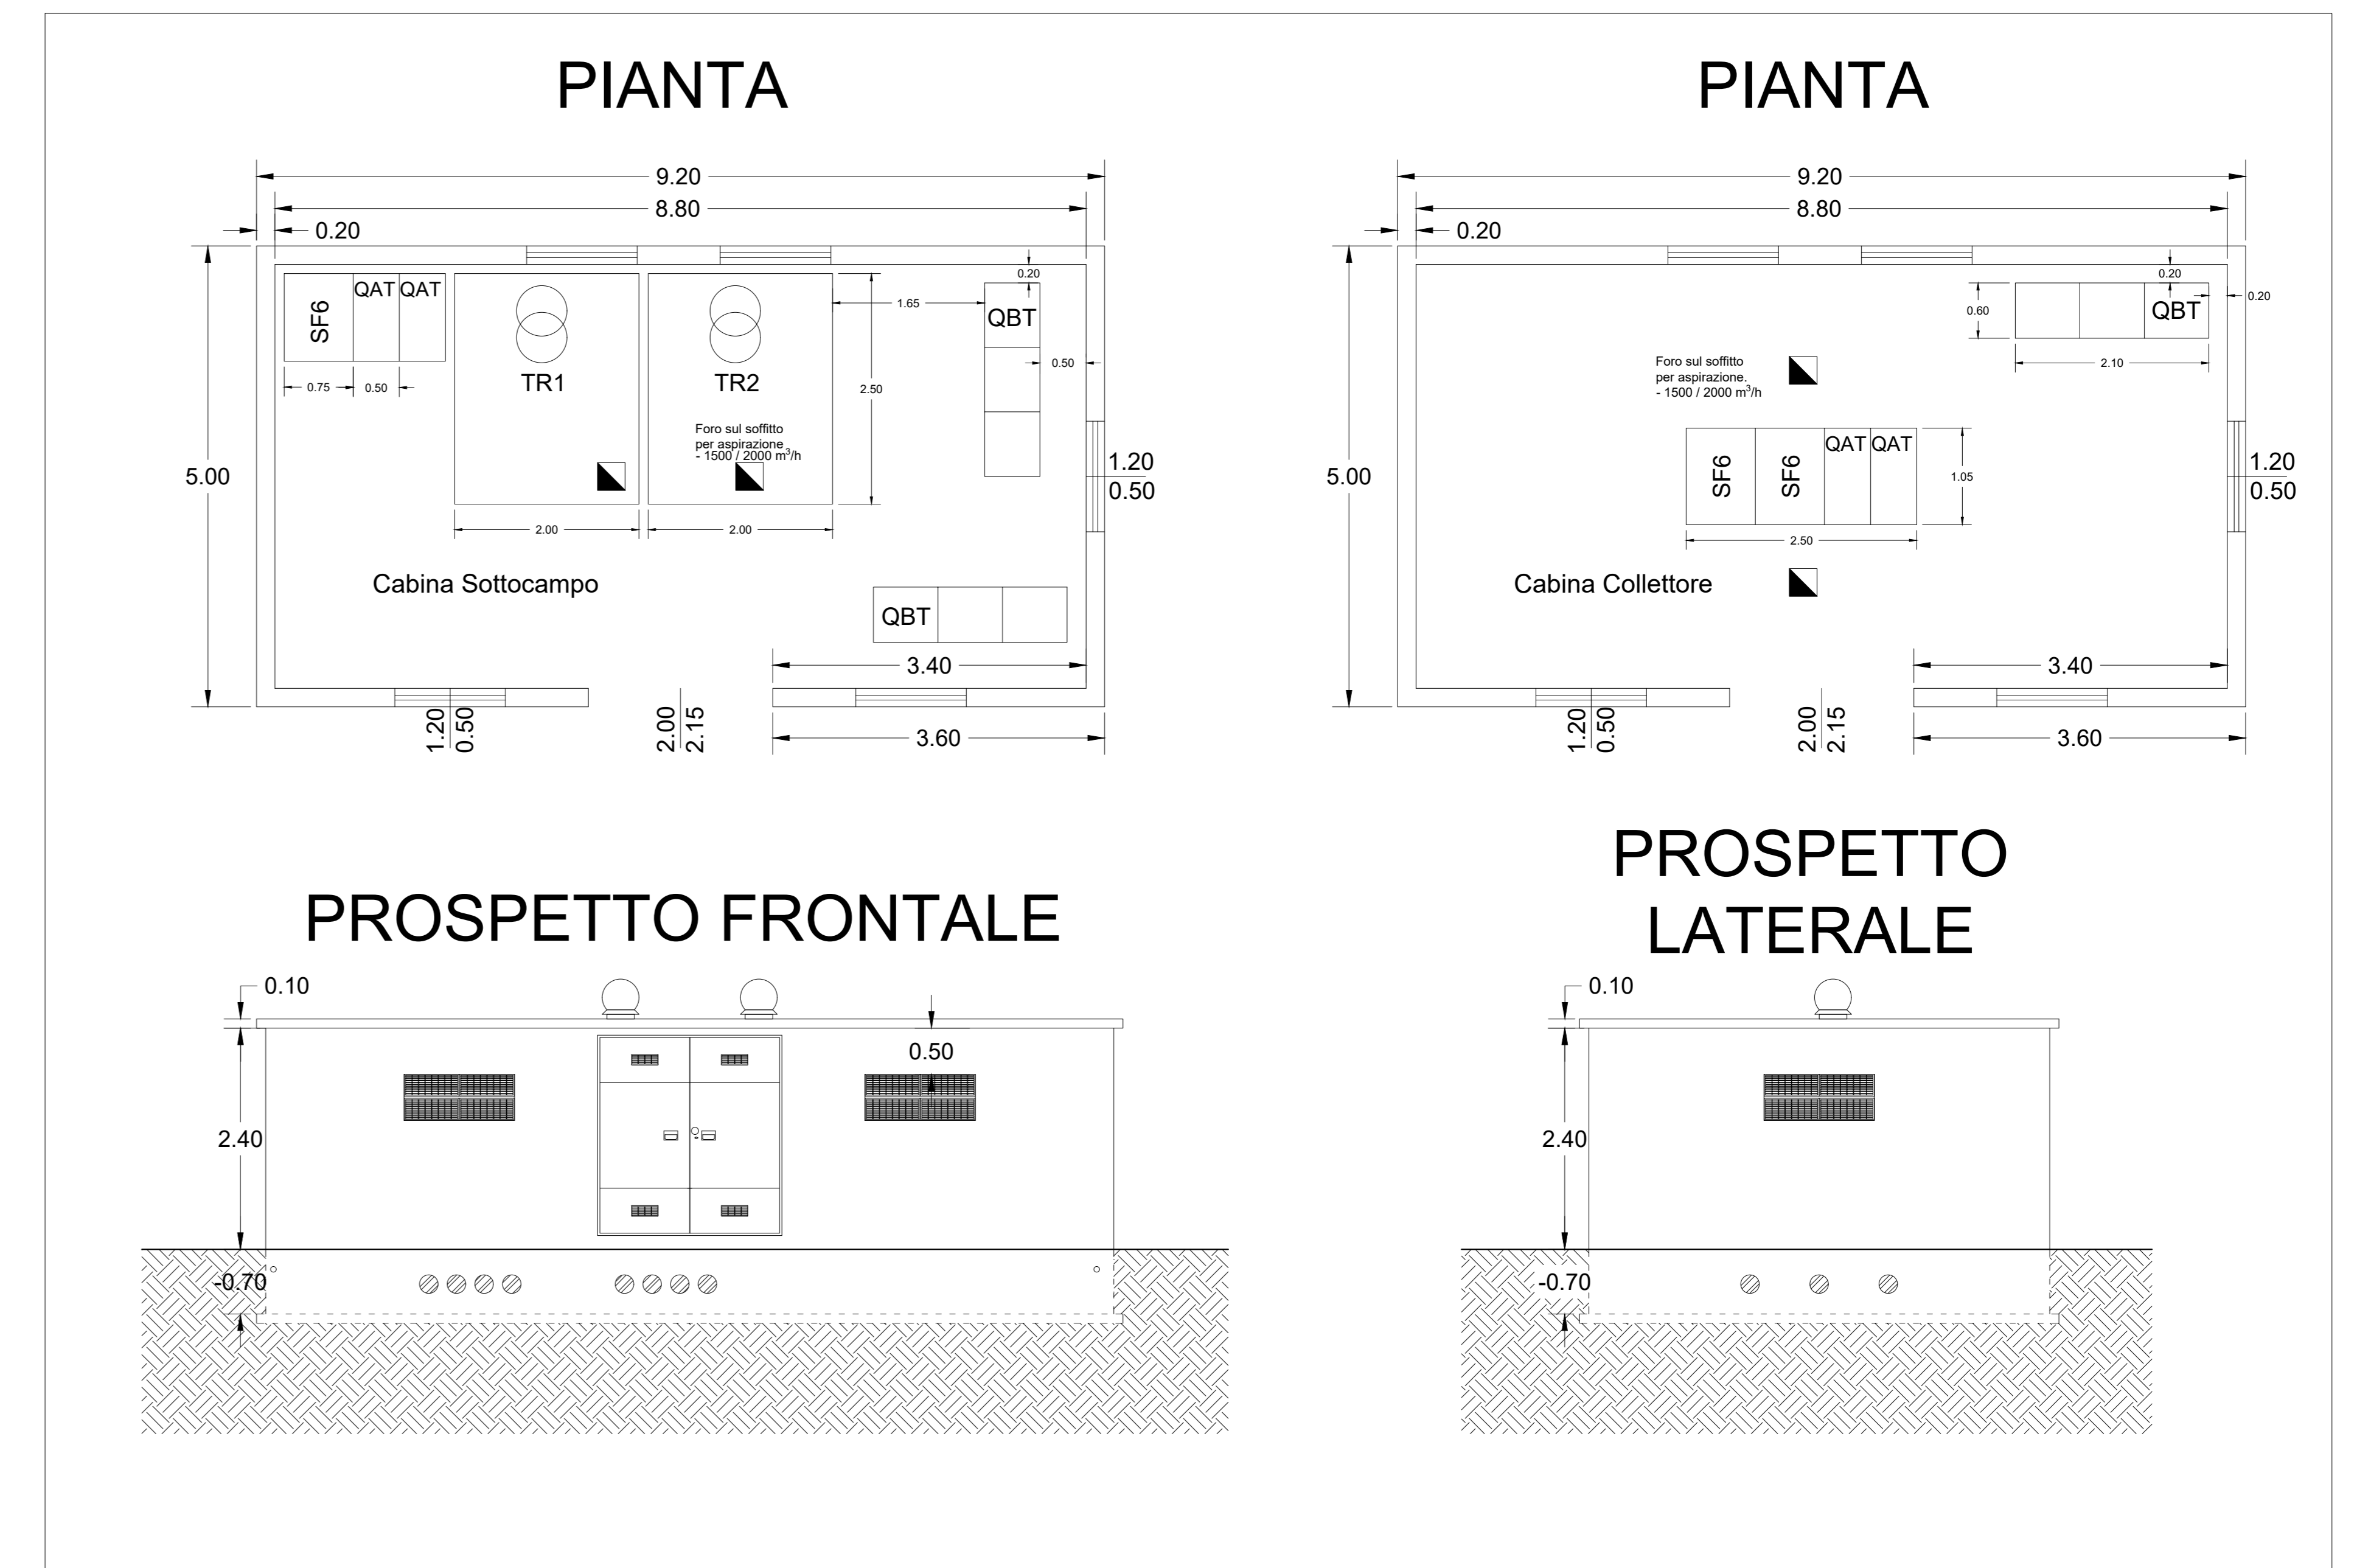 PIANTA
9.20
8.80
0.20
5.00
SF6
QAT
QAT
0.75
0.50
TR1
TR2
Foro sul soffitto
per aspirazione
- 1500 / 2000 m³/h
2.00
2.00
2.50
1.65
0.20
QBT
0.50
1.20
0.50
Cabina Sottocampo
QBT
3.40
3.60
1.20
0.50
2.00
2.15
PIANTA
9.20
8.80
0.20
5.00
0.20
0.20
0.60
QBT
2.10
Foro sul soffitto
per aspirazione.
- 1500 / 2000 m³/h
SF6
SF6
QAT
QAT
1.05
2.50
1.20
0.50
Cabina Collettore
3.40
3.60
1.20
0.50
2.00
2.15
PROSPETTO FRONTALE
0.10
0.50
2.40
-0.70
PROSPETTO
LATERALE
0.10
2.40
-0.70